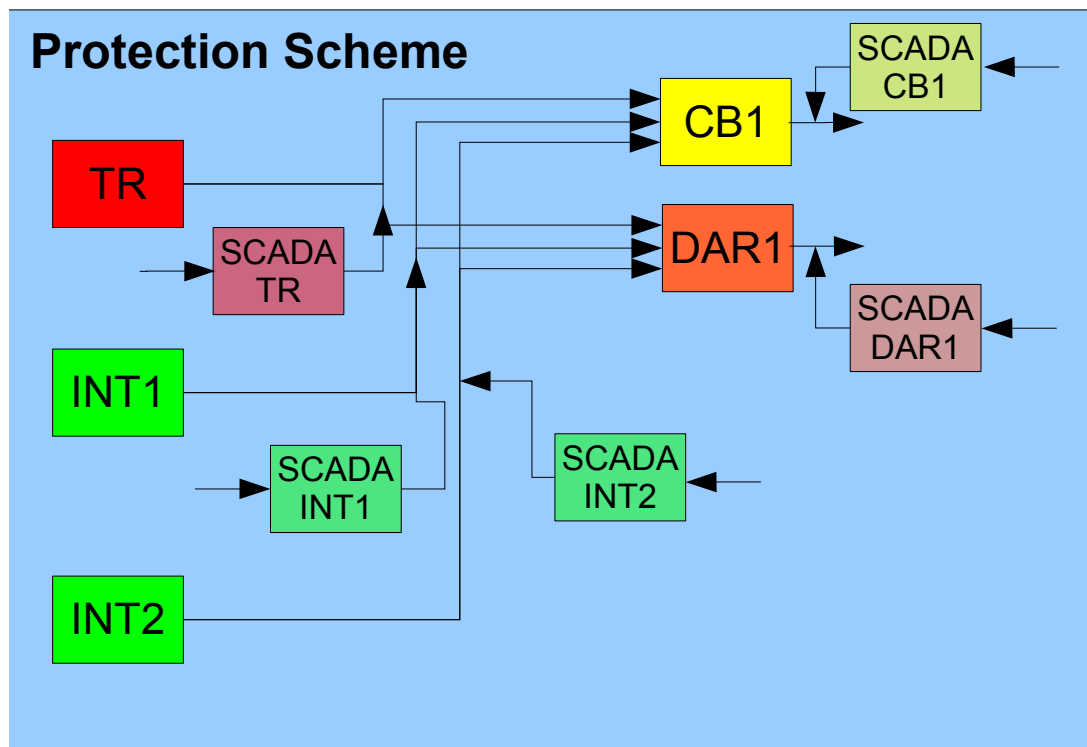 Protection Scheme
SCADA
CB1
CB1
TR
SCADA
TR
DAR1
SCADA
DAR1
INT1
SCADA
INT1
SCADA
INT2
INT2